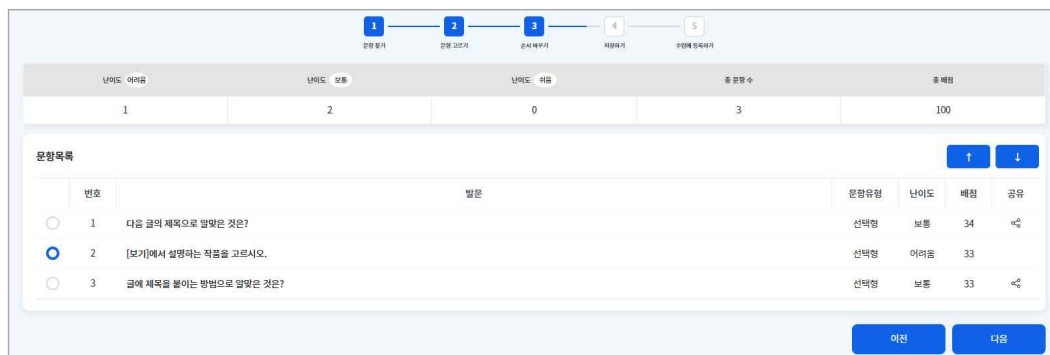 1 2 3 4 5
문항 찾기 문항 고르기 순서 바꾸기 저장하기 수업에 등록하기
난이도 어려움 난이도 보통 난이도 쉬움 총 문항 수 총 배점
1 2 0 3 100
문항목록 ↑ ↓
번호 발문 문항유형 난이도 배점 공유
1 다음 글의 제목으로 알맞은 것은? 선택형 보통 34
2 [보기]에서 설명하는 작품을 고르시오. 선택형 어려움 33
3 글에 제목을 붙이는 방법으로 알맞은 것은? 선택형 보통 33
이전 다음